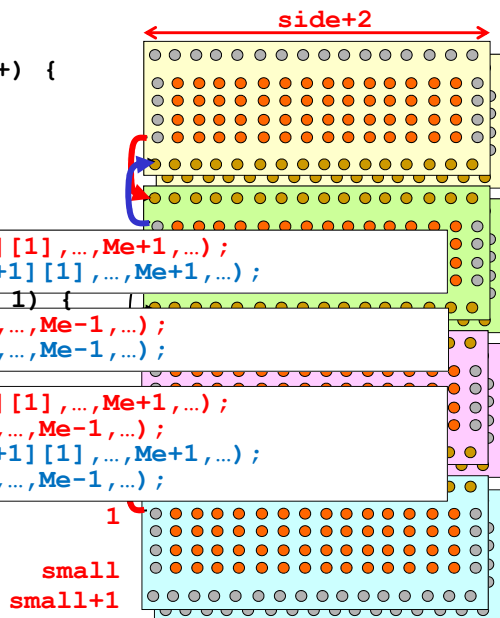 side+2
+) {
][1],…,Me+1,…);
+1][1],…,Me+1,…);
1) {
,…,Me-1,…);
,…,Me-1,…);
][1],…,Me+1,…);
,…,Me-1,…);
+1][1],…,Me+1,…);
,…,Me-1,…);
1
small
small+1